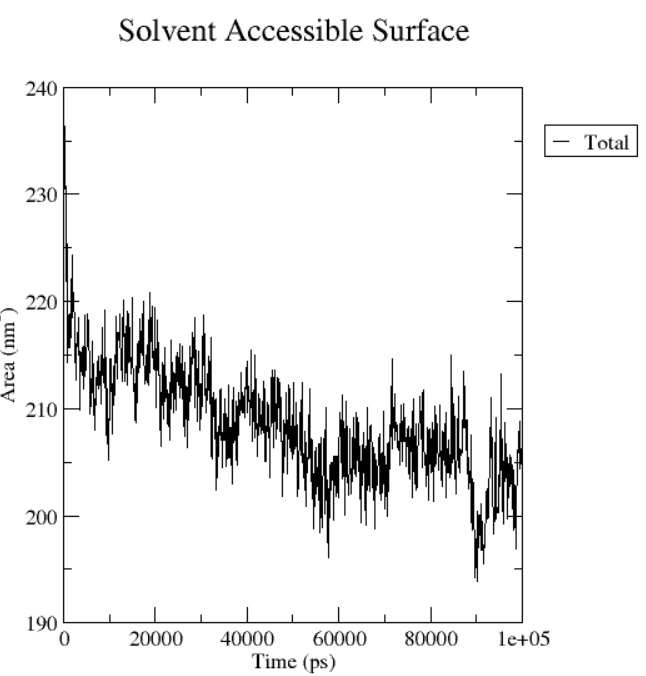 Solvent Accessible Surface
240
230
220
210
200
190
Area (nm
Total
0 20000 40000 60000 80000 1e+05
Time (ps)